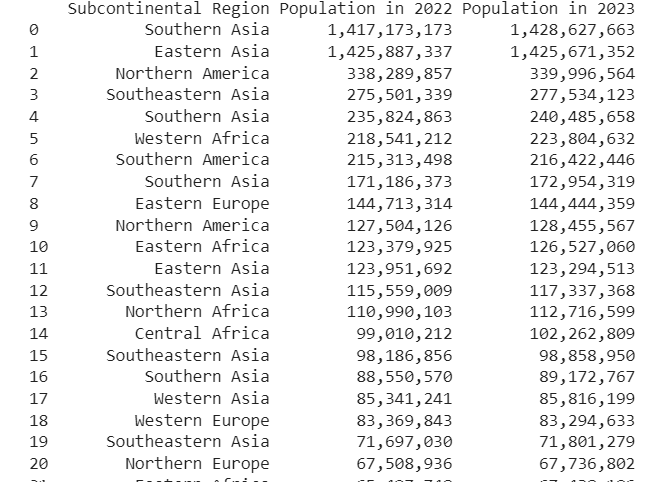 Subcontinental Region Population in 2022 Population in 2023
0 Southern Asia 1,417,173,173 1,428,627,663
1 Eastern Asia 1,425,887,337 1,425,671,352
2 Northern America 338,289,857 339,996,564
3 Southeastern Asia 275,501,339 277,534,123
4 Southern Asia 235,824,863 240,485,658
5 Western Africa 218,541,212 223,804,632
6 Southern America 215,313,498 216,422,446
7 Southern Asia 171,186,373 172,954,319
8 Eastern Europe 144,713,314 144,444,359
9 Northern America 127,504,126 128,455,567
10 Eastern Africa 123,379,925 126,527,060
11 Eastern Asia 123,951,692 123,294,513
12 Southeastern Asia 115,559,009 117,337,368
13 Northern Africa 110,990,103 112,716,599
14 Central Africa 99,010,212 102,262,809
15 Southeastern Asia 98,186,856 98,858,950
16 Southern Asia 88,550,570 89,172,767
17 Western Asia 85,341,241 85,816,199
18 Western Europe 83,369,843 83,294,633
19 Southeastern Asia 71,697,030 71,801,279
20 Northern Europe 67,508,936 67,736,802